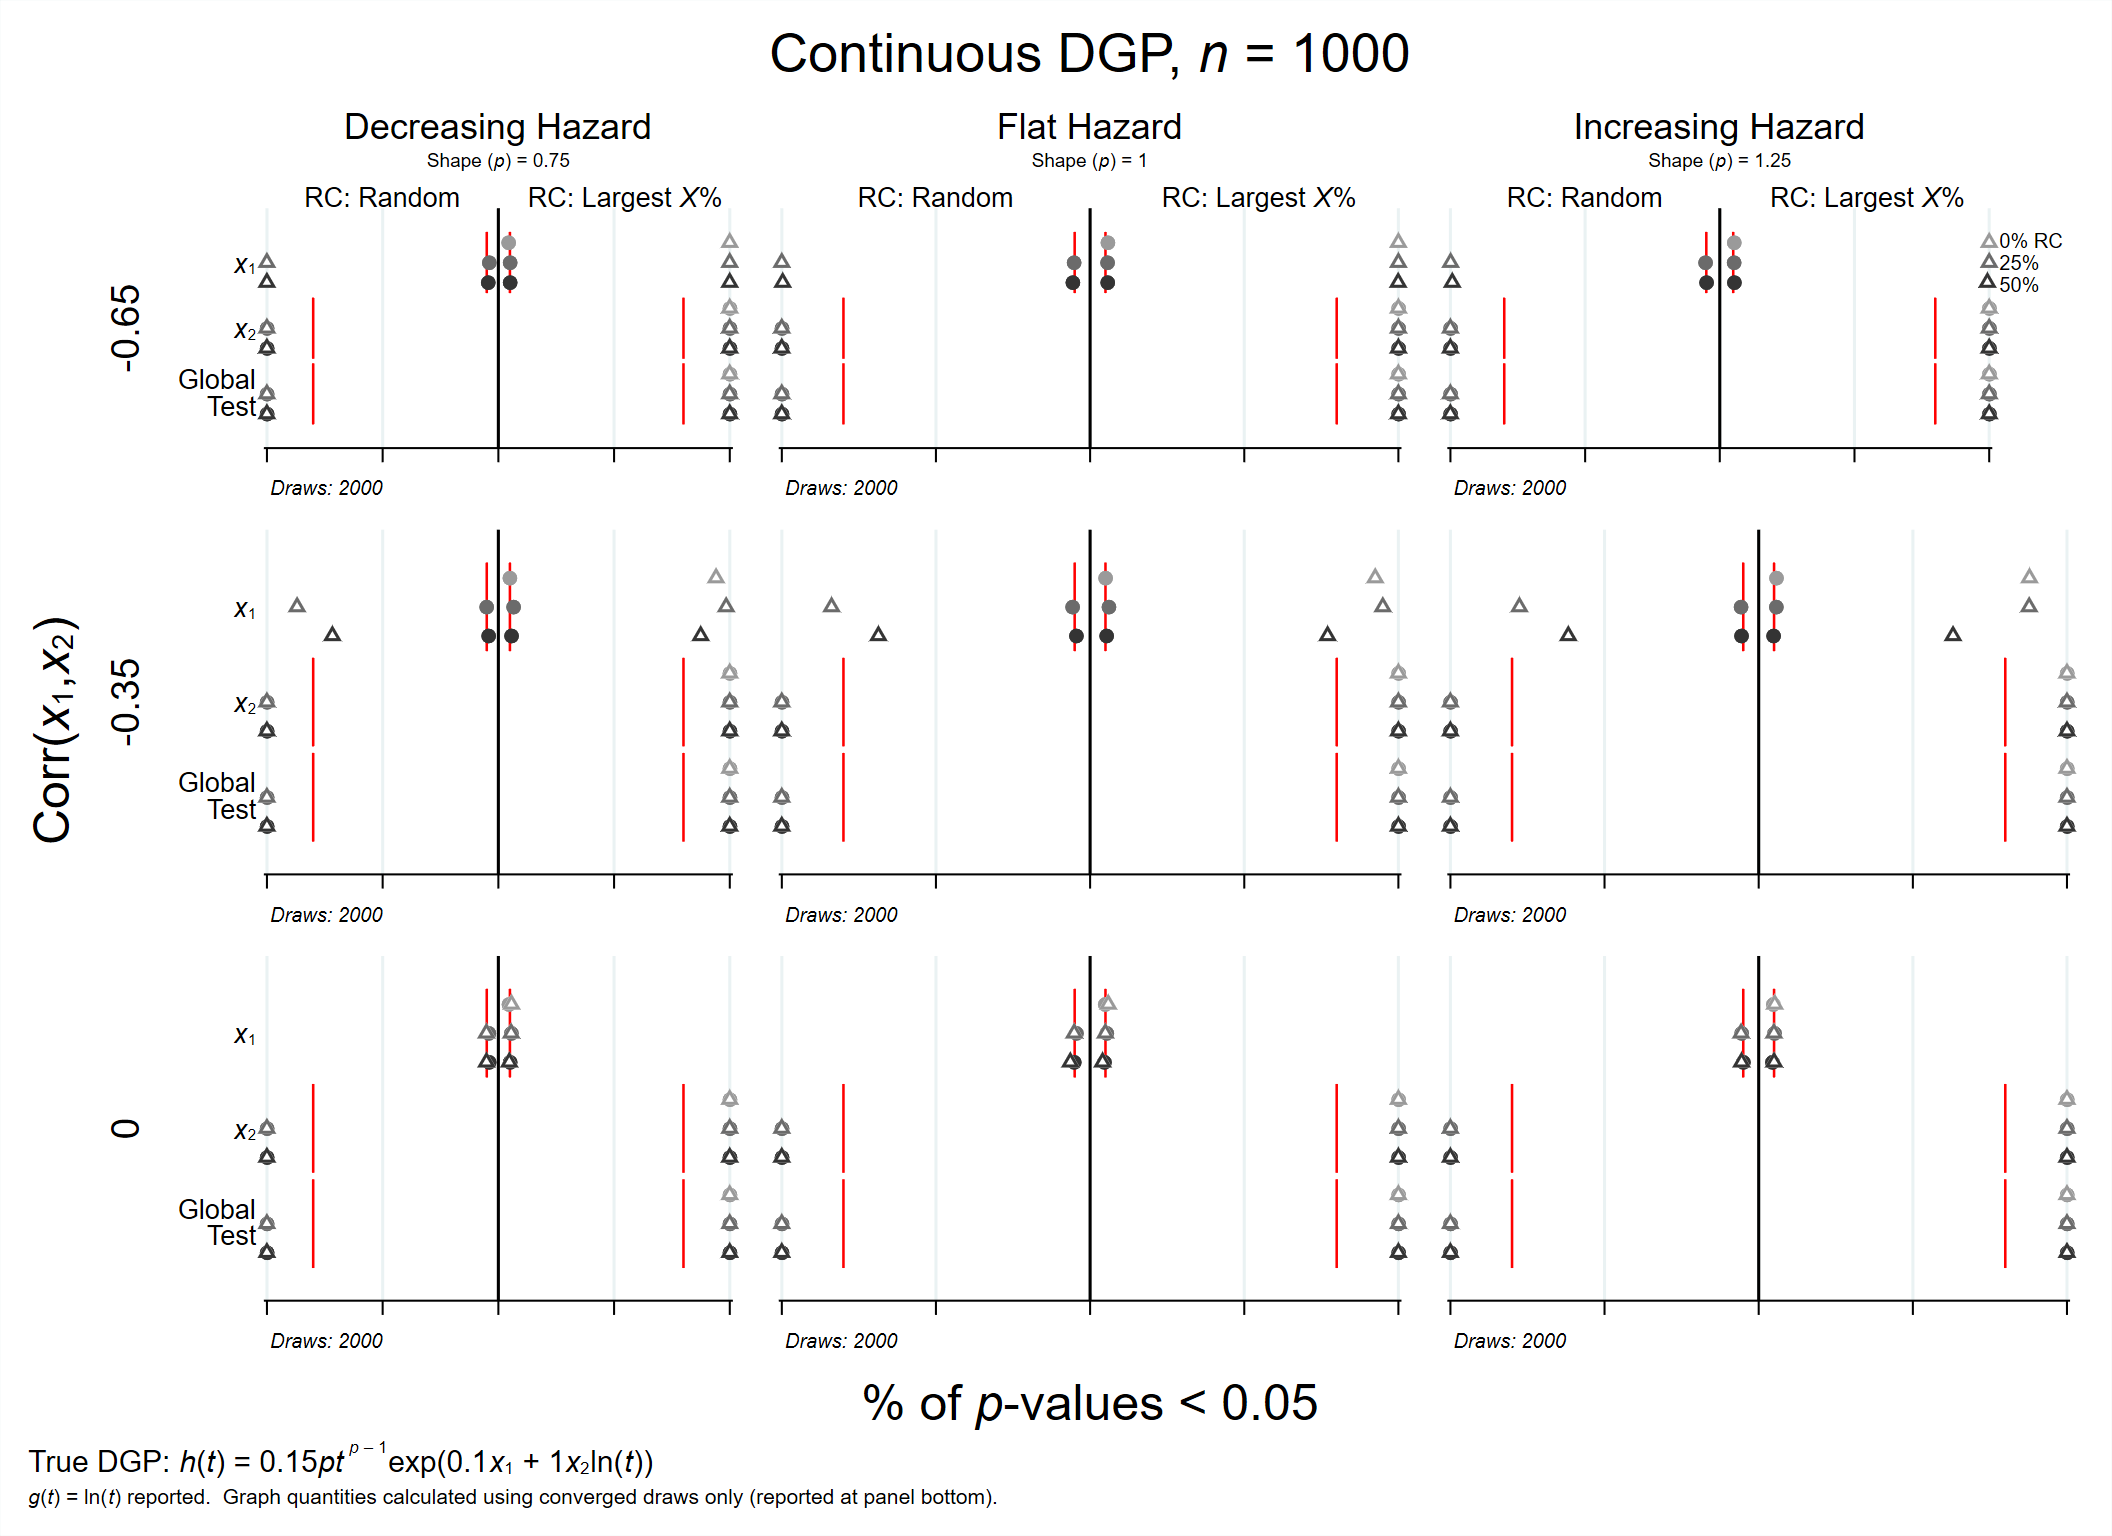 Continuous DGP, n = 1000
Decreasing Hazard Flat Hazard Increasing Hazard
Shape (p) = 0.75 Shape (p) = 1 Shape (p) = 1.25
RC: Random RC: Largest X% RC: Random RC: Largest X% RC: Random RC: Largest X%
0% RC
25%
50%
-0.65
x₁
x₂
Global
Test
Draws: 2000 Draws: 2000 Draws: 2000
Corr(x₁,x₂)
-0.35
x₁
x₂
Global
Test
Draws: 2000 Draws: 2000 Draws: 2000
0
x₁
x₂
Global
Test
Draws: 2000 Draws: 2000 Draws: 2000
% of p-values < 0.05
True DGP: h(t) = 0.15pt^(p – 1) exp(0.1x₁ + 1x₂ln(t))
g(t) = ln(t) reported. Graph quantities calculated using converged draws only (reported at panel bottom).